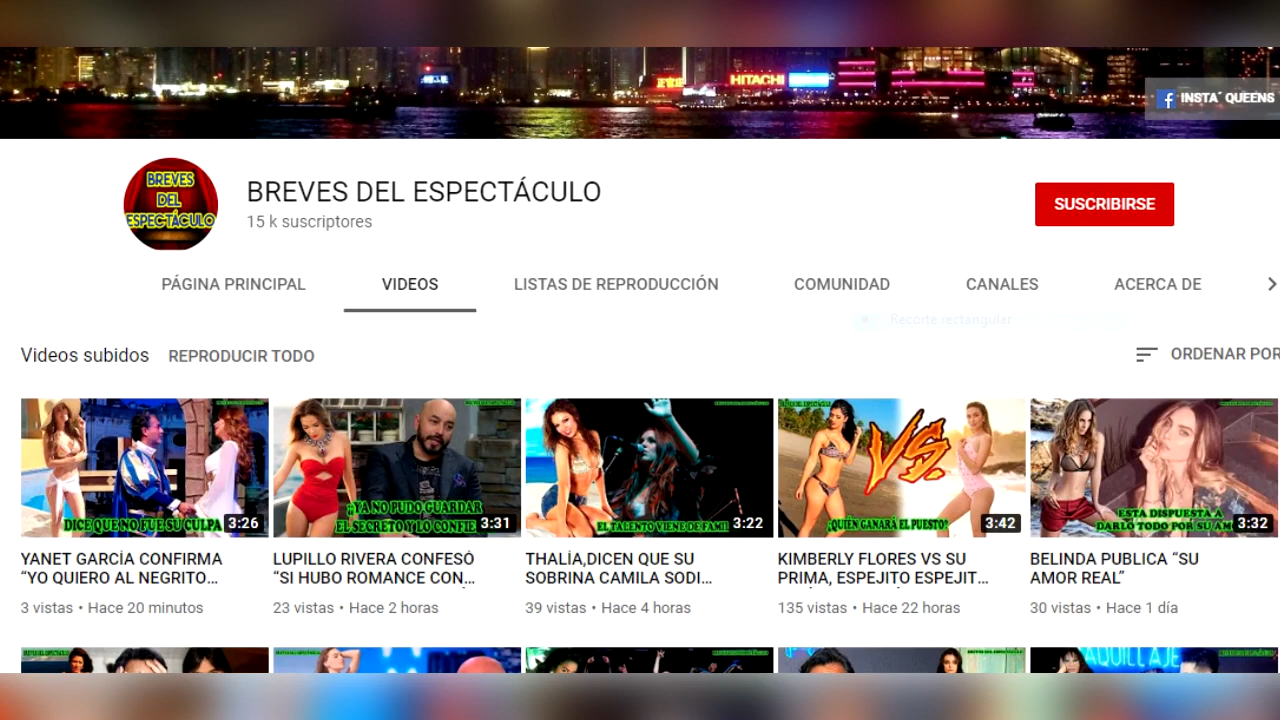 HITACHI
INSTA´ QUEENS
BREVES
DEL
ESPECTÁCULO
BREVES DEL ESPECTÁCULO
15 k suscriptores
SUSCRIBIRSE
PÁGINA PRINCIPAL
VIDEOS
LISTAS DE REPRODUCCIÓN
COMUNIDAD
CANALES
ACERCA DE
Recorte rectangular
Videos subidos
REPRODUCIR TODO
ORDENAR POR
DICE QUE NO FUE SU CULPA
3:26
¡YA NO PUDO GUARDAR
EL SECRETO Y LO CONFIE
3:31
EL TALENTO VIENE DE FAMIL
3:22
VS.
¿QUIÉN GANARÁ EL PUESTO?
3:42
ESTA DISPUESTA A
DARLO TODO POR SU AM
3:32
YANET GARCÍA CONFIRMA
“YO QUIERO AL NEGRITO…
3 vistas • Hace 20 minutos
LUPILLO RIVERA CONFESÓ
“SI HUBO ROMANCE CON…
23 vistas • Hace 2 horas
THALÍA,DICEN QUE SU
SOBRINA CAMILA SODI…
39 vistas • Hace 4 horas
KIMBERLY FLORES VS SU
PRIMA, ESPEJITO ESPEJIT…
135 vistas • Hace 22 horas
BELINDA PUBLICA “SU
AMOR REAL”
30 vistas • Hace 1 día
AQUILLAJE